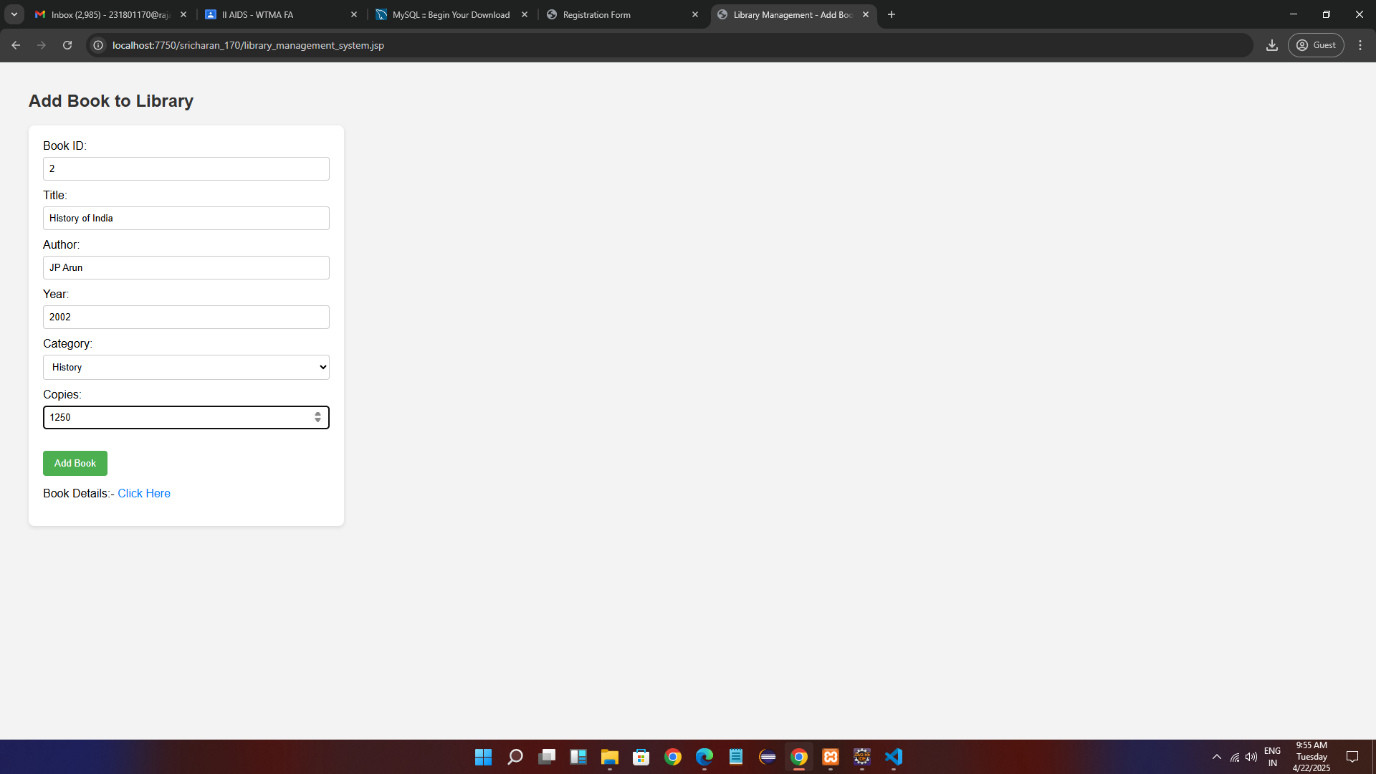 Inbox (2,985) - 231801170@raja
II AIDS - WTMA FA
MySQL :: Begin Your Download
Registration Form
Library Management - Add Boo
localhost:7750/sricharan_170/library_management_system.jsp
Guest
Add Book to Library
Book ID:
2
Title:
History of India
Author:
JP Arun
Year:
2002
Category:
History
Copies:
1250
Add Book
Book Details:- Click Here
ENG
IN
9:55 AM
Tuesday
4/22/2025